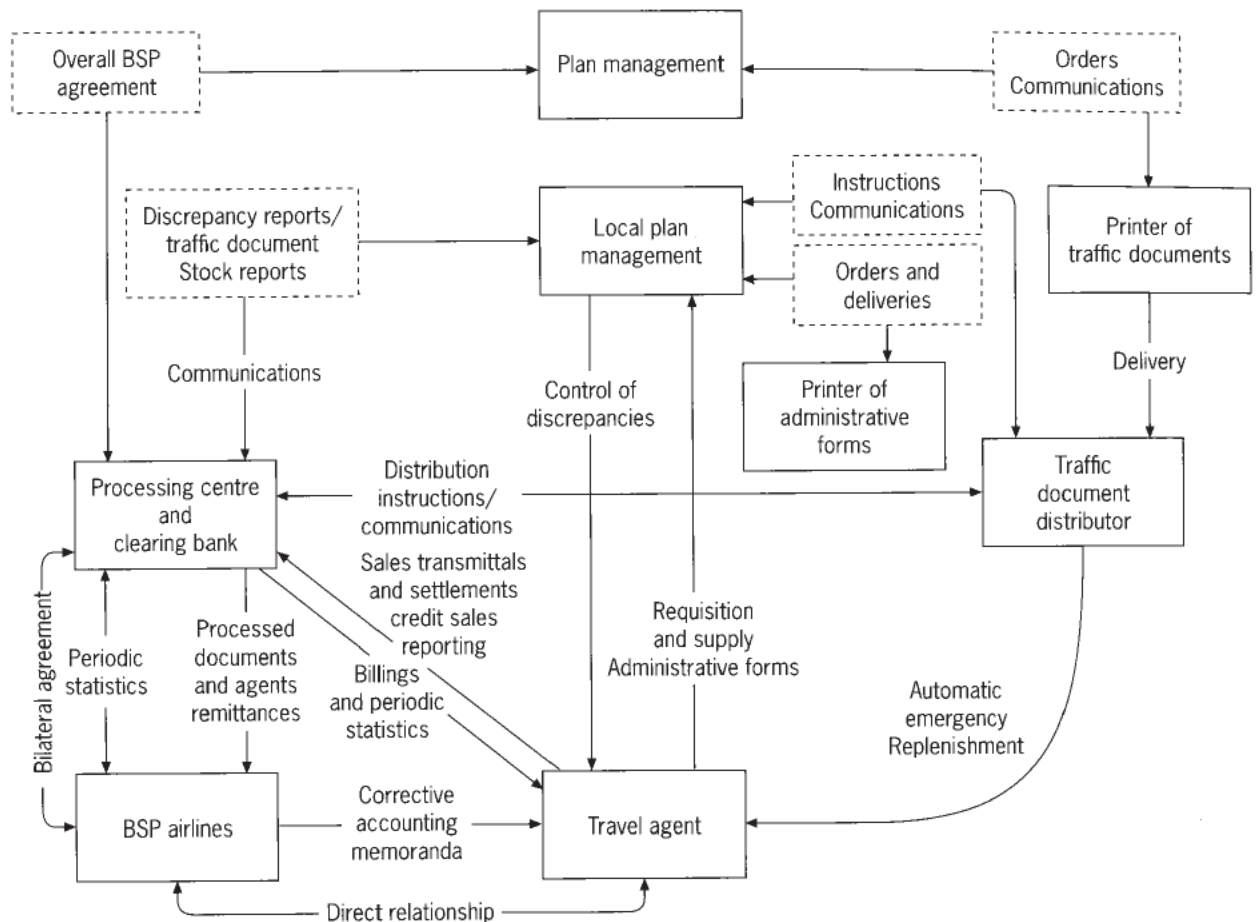 Overall BSP
agreement
Plan management
Orders
Communications
Discrepancy reports/
traffic document
Stock reports
Local plan
management
Instructions
Communications
Orders and
deliveries
Printer of
traffic documents
Communications
Control of
discrepancies
Printer of
administrative
forms
Delivery
Processing centre
and
clearing bank
Distribution
instructions/
communications
Traffic
document
distributor
Sales transmittals
and settlements
credit sales
reporting
Bilateral agreement
Periodic
statistics
Processed
documents
and agents
remittances
Billings
and periodic
statistics
Requisition
and supply
Administrative forms
Automatic
emergency
Replenishment
BSP airlines
Corrective
accounting
memoranda
Travel agent
Direct relationship